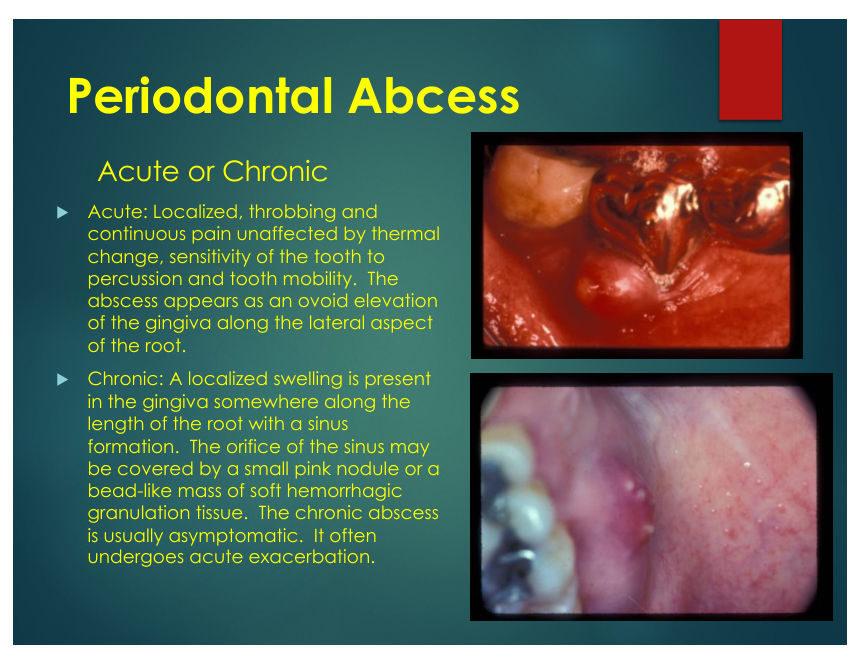 Periodontal Abcess
Acute or Chronic
Acute: Localized, throbbing and
continuous pain unaffected by thermal
change, sensitivity of the tooth to
percussion and tooth mobility. The
abscess appears as an ovoid elevation
of the gingiva along the lateral aspect
of the root.
Chronic: A localized swelling is present
in the gingiva somewhere along the
length of the root with a sinus
formation. The orifice of the sinus may
be covered by a small pink nodule or a
bead-like mass of soft hemorrhagic
granulation tissue. The chronic abscess
is usually asymptomatic. It often
undergoes acute exacerbation.